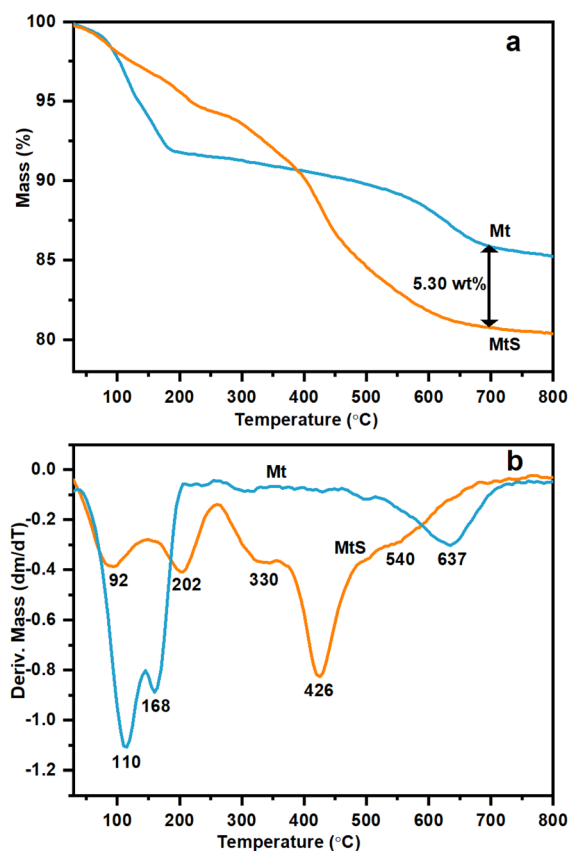 a
100
95
90
85
80
Mass (%)
Mt
5.30 wt%
MtS
100 200 300 400 500 600 700 800
Temperature (°C)
b
0.0
-0.2
-0.4
-0.6
-0.8
-1.0
-1.2
Deriv. Mass (dm/dT)
Mt
MtS
92
202
330
540
637
426
168
110
100 200 300 400 500 600 700 800
Temperature (°C)